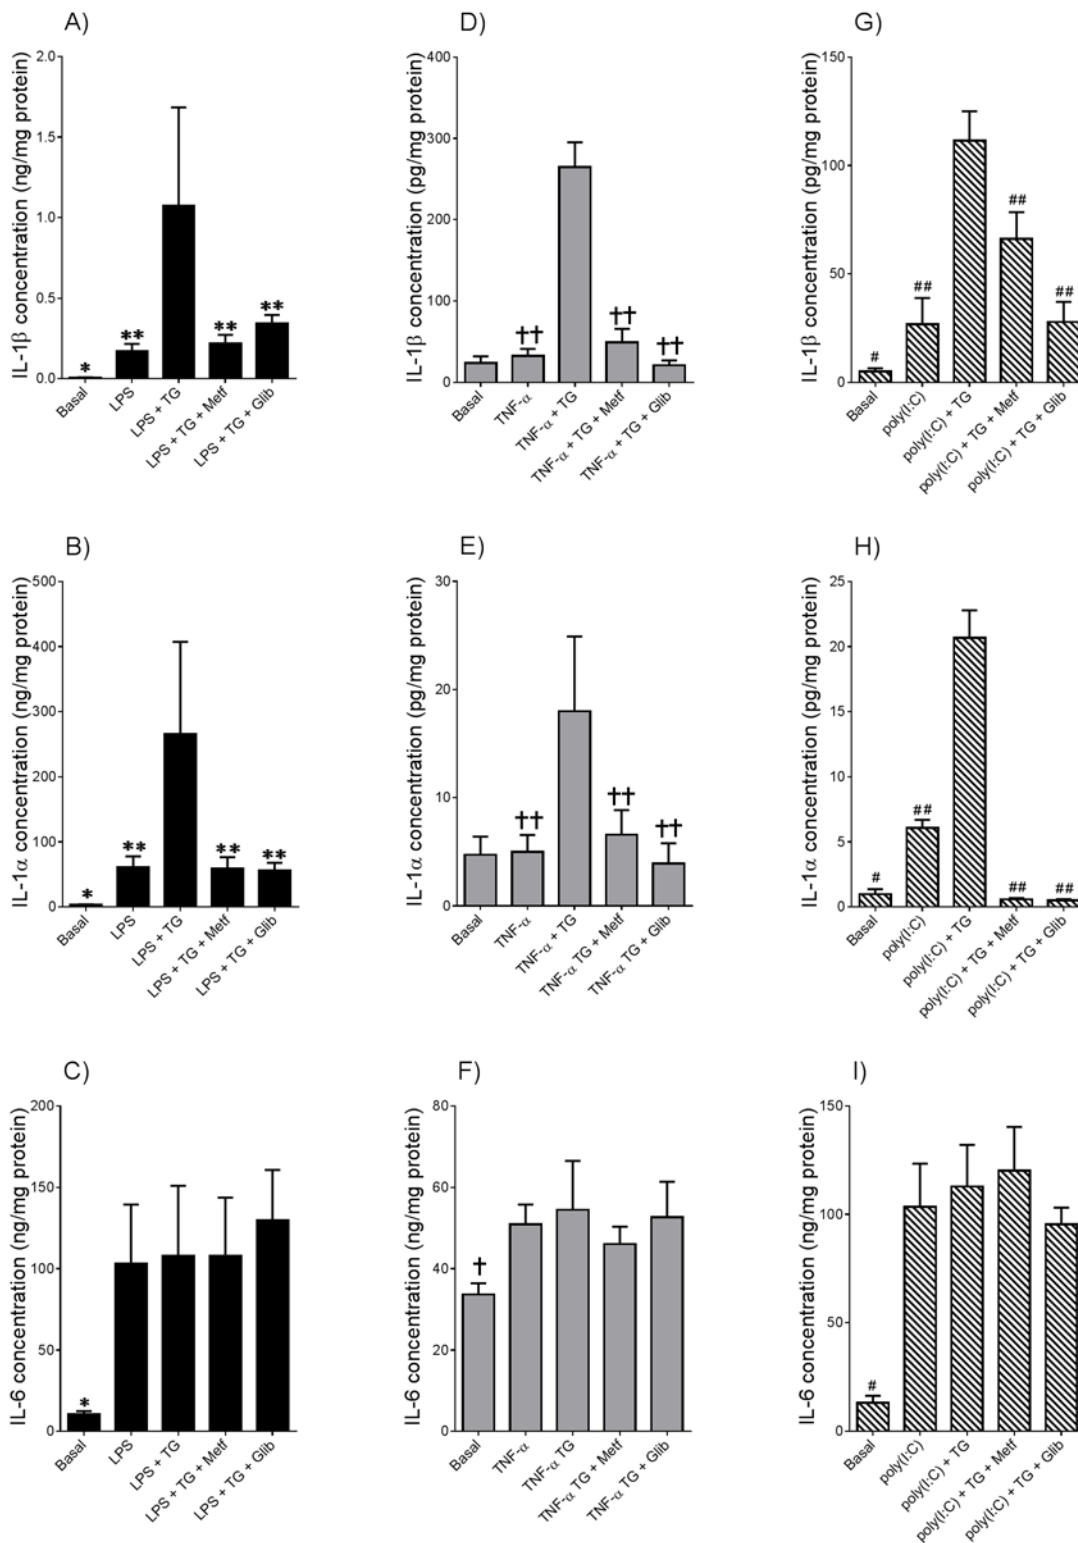 A)
IL-1β concentration (ng/mg protein)
2.0
1.5
1.0
0.5
0.0
*
**
**
**
Basal
LPS
LPS + TG
LPS + TG + Metf
LPS + TG + Glib
D)
IL-1β concentration (pg/mg protein)
400
300
200
100
0
††
††
††
Basal
TNF-α
TNF-α + TG
TNF-α + TG + Metf
TNF-α + TG + Glib
G)
IL-1β concentration (pg/mg protein)
150
100
50
0
#
##
##
##
Basal
poly(I:C)
poly(I:C) + TG
poly(I:C) + TG + Metf
poly(I:C) + TG + Glib
B)
IL-1α concentration (ng/mg protein)
500
400
300
200
100
0
*
**
**
**
Basal
LPS
LPS + TG
LPS + TG + Metf
LPS + TG + Glib
E)
IL-1α concentration (pg/mg protein)
30
20
10
0
††
††
††
Basal
TNF-α
TNF-α + TG
TNF-α TG + Metf
TNF-α TG + Glib
H)
IL-1α concentration (pg/mg protein)
25
20
15
10
5
0
#
##
##
##
Basal
poly(I:C)
poly(I:C) + TG
poly(I:C) + TG + Metf
poly(I:C) + TG + Glib
C)
IL-6 concentration (ng/mg protein)
200
150
100
50
0
*
Basal
LPS
LPS + TG
LPS + TG + Metf
LPS + TG + Glib
F)
IL-6 concentration (ng/mg protein)
80
60
40
20
0
†
Basal
TNF-α
TNF-α TG
TNF-α TG + Metf
TNF-α TG + Glib
I)
IL-6 concentration (ng/mg protein)
150
100
50
0
#
Basal
poly(I:C)
poly(I:C) + TG
poly(I:C) + TG + Metf
poly(I:C) + TG + Glib